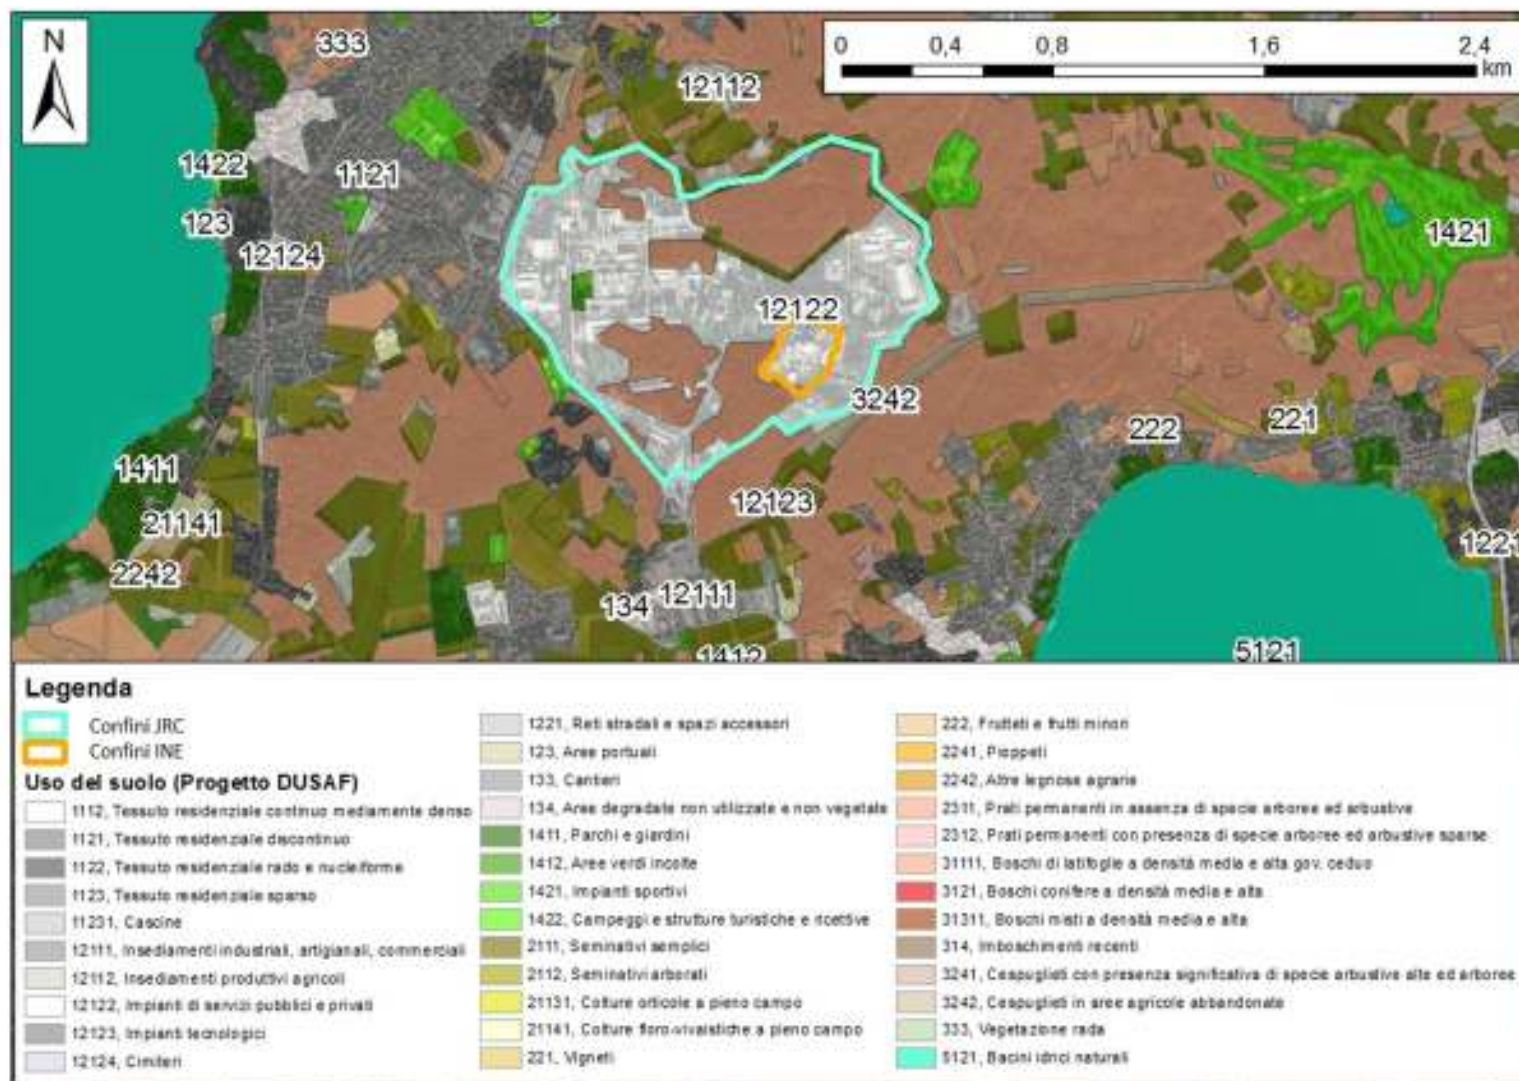 N
0 0,4 0,8 1,6 2,4
km
333
12112
1422
1121
123
12124
1421
12122
3242
222
221
1411
12123
21141
1221
2242
134
12111
1412
5121
Legenda
Confini JRC
Confini INE
Uso del suolo (Progetto DUSAF)
1112, Tessuto residenziale continuo mediamente denso
1121, Tessuto residenziale discontinuo
1122, Tessuto residenziale rado e nucleiforme
1123, Tessuto residenziale sparso
11231, Cascine
12111, Insediamenti industriali, artigianali, commerciali
12112, Insediamenti produttivi agricoli
12122, Impianti di servizi pubblici e privati
12123, Impianti tecnologici
12124, Cimiteri
1221, Reti stradali e spazi accessori
123, Aree portuali
133, Cantieri
134, Aree degradate non utilizzate e non vegetate
1411, Parchi e giardini
1412, Aree verdi incolte
1421, Impianti sportivi
1422, Campeggi e strutture turistiche e ricettive
2111, Seminativi semplici
2112, Seminativi arborati
21131, Colture orticole a pieno campo
21141, Colture floro-vivaistiche a pieno campo
221, Vigneti
222, Frutteti e frutti minori
2241, Pioppeti
2242, Altre legnose agrarie
2311, Prati permanenti in assenza di specie arboree ed arbustive
2312, Prati permanenti con presenza di specie arboree ed arbustive sparse
31111, Boschi di latifoglie a densità media e alta gov. ceduo
3121, Boschi conifere a densità media e alta
31311, Boschi misti a densità media e alta
314, Imboschimenti recenti
3241, Cespuglieti con presenza significativa di specie arbustive alte ed arboree
3242, Cespuglieti in aree agricole abbandonate
333, Vegetazione rada
5121, Bacini idrici naturali